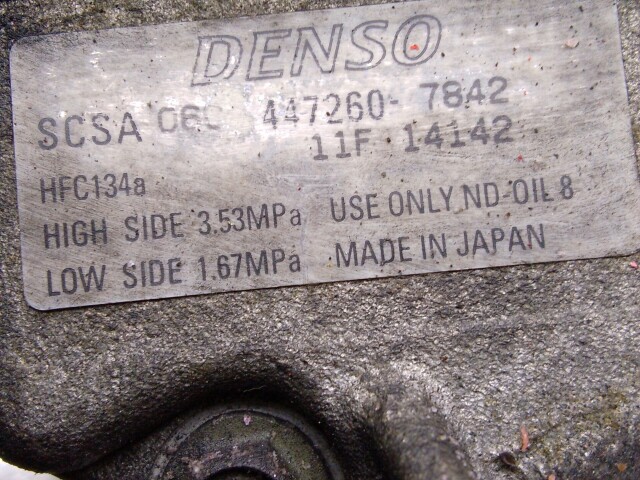 DENSO
SCSA 06C 447260-7842
11F 14142
HFC134a
HIGH SIDE 3.53MPa USE ONLY ND-OIL 8
LOW SIDE 1.67MPa MADE IN JAPAN